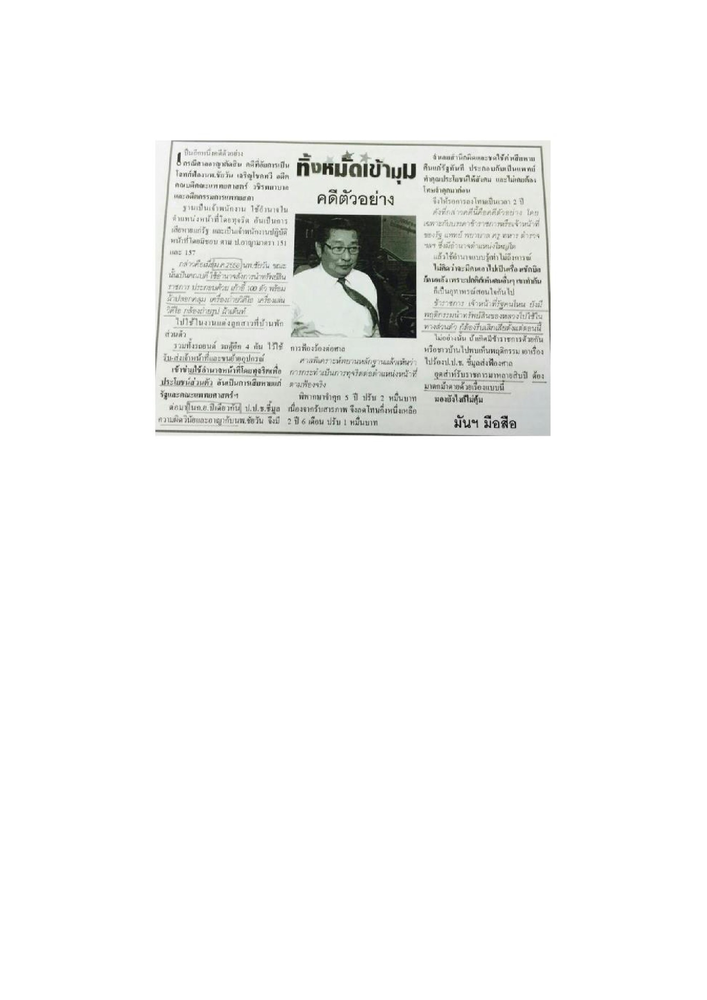 ทิ้งหมัดเข้ามุม
คดีตัวอย่าง
เป็นอีกหนึ่งคดีตัวอย่าง
กรณีศาลอาญาตัดสิน คดีที่อัยการเป็น
โจทก์ฟ้องนพ.ชัยวัน เจริญโชคทวี อดีต
คณบดีคณะแพทยศาสตร์ วชิรพยาบาล
และอดีตกรรมการแพทยสภา
ฐานเป็นเจ้าพนักงาน ใช้อำนาจใน
ตำแหน่งหน้าที่โดยทุจริต อันเป็นการ
เสียหายแก่รัฐ และเป็นเจ้าพนักงานปฏิบัติ
หน้าที่โดยมิชอบ ตาม ป.อาญามาตรา 151
และ 157
กล่าวคือเมื่อม.ค.2556 นพ.ชัยวัน ขณะ
นั้นเป็นคณบดี ใช้อำนาจสั่งการนำทรัพย์สิน
ราชการ ประกอบด้วย เก้าอี้ 100 ตัว พร้อม
ผ้าปลอกคลุม เครื่องถ่ายวิดีโอ เครื่องเล่น
วิดีโอ กล้องถ่ายรูป ผ้าเต็นท์
ไปใช้ในงานแต่งลูกสาวที่บ้านพัก
ส่วนตัว
รวมทั้งรถยนต์ รถตู้อีก 4 คัน ไว้ใช้
รับ-ส่งเจ้าหน้าที่และขนย้ายอุปกรณ์
เข้าข่ายใช้อำนาจหน้าที่โดยทุจริตเพื่อ
ประโยชน์ส่วนตัว อันเป็นการเสียหายแก่
รัฐและคณะแพทยศาสตร์ฯ
ต่อมาในก.ย.ปีเดียวกัน ป.ป.ช.ชี้มูล
ความผิดวินัยและอาญากับนพ.ชัยวัน จึงมี
การฟ้องร้องต่อศาล
ศาลพิเคราะห์พยานหลักฐานแล้วเห็นว่า
การกระทำเป็นการทุจริตต่อตำแหน่งหน้าที่
ตามฟ้องจริง
พิพากษาจำคุก 5 ปี ปรับ 2 หมื่นบาท
เนื่องจากรับสารภาพ จึงลดโทษกึ่งหนึ่งเหลือ
2 ปี 6 เดือน ปรับ 1 หมื่นบาท
จำเลยสำนึกผิดและชดใช้ค่าเสียหาย
คืนแก่รัฐทันที ประกอบกับเป็นแพทย์
ทำคุณประโยชน์ให้สังคม และไม่เคยต้อง
โทษจำคุกมาก่อน
จึงให้รอการลงโทษเป็นเวลา 2 ปี
ดังที่กล่าวคดีนี้คือคดีตัวอย่าง โดย
เฉพาะกับบรรดาข้าราชการหรือเจ้าหน้าที่
ของรัฐ แพทย์ พยาบาล ครู ทหาร ตำรวจ
ฯลฯ ซึ่งมีอำนาจตำแหน่งใหญ่โต
แล้วใช้อำนาจแบบรู้เท่าไม่ถึงการณ์
ไม่คิดว่าจะมีคนเอาไปเป็นเรื่องเช็กบิล
ย้อนหลัง เพราะปกติก็เห็นคนอื่นๆ เขาทำกัน
ก็เป็นอุทาหรณ์สอนใจกันไป
ข้าราชการ เจ้าหน้าที่รัฐคนไหน ยังมี
พฤติกรรมนำทรัพย์สินของหลวงไปใช้ใน
ทางส่วนตัว ก็ต้องรีบเลิกเสียตั้งแต่ตอนนี้
ไม่อย่างนั้น ถ้าเกิดมีข้าราชการด้วยกัน
หรือชาวบ้านไปพบเห็นพฤติกรรม เอาเรื่อง
ไปร้องป.ป.ช. ชี้มูลส่งฟ้องศาล
อุตส่าห์รับราชการมาหลายสิบปี ต้อง
มาตกม้าตายด้วยเรื่องแบบนี้
มองยังไงก็ไม่คุ้ม
มันฯ มือสือ